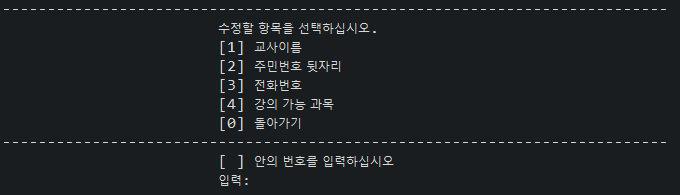 수정할 항목을 선택하십시오.
[1] 교사이름
[2] 주민번호 뒷자리
[3] 전화번호
[4] 강의 가능 과목
[0] 돌아가기
[ ] 안의 번호를 입력하십시오
입력: